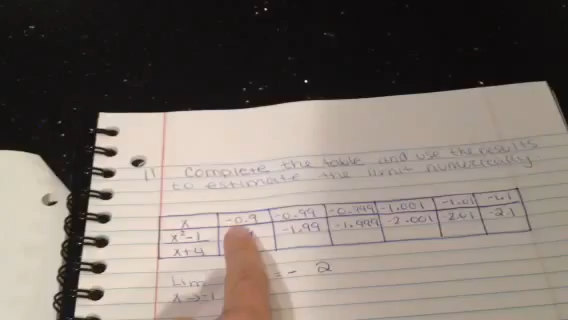 11 Complete the table and use the results
to estimate the limit numerically
x -0.9 -0.99 -0.999 -1.001 -1.01 -1.1
x²-1 -1.99 -1.999 -2.001 2.01 -2.1
x+4
Lim = - 2
x→-1